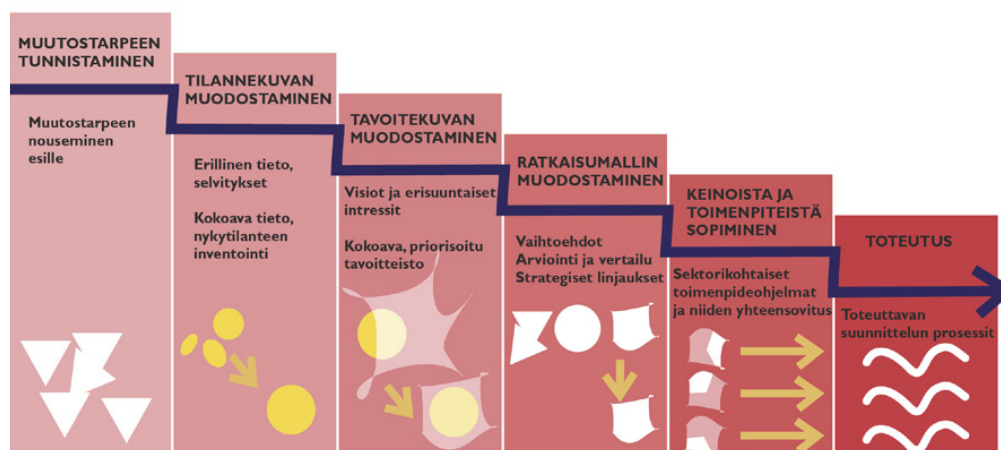 MUUTOSTARPEEN
TUNNISTAMINEN
Muutostarpeen
nouseminen
esille
TILANNEKUVAN
MUODOSTAMINEN
Erillinen tieto,
selvitykset
Kokoava tieto,
nykytilanteen
inventointi
TAVOITEKUVAN
MUODOSTAMINEN
Visiot ja erisuuntaiset
intressit
Kokoava, priorisoitu
tavoitteisto
RATKAISUMALLIN
MUODOSTAMINEN
Vaihtoehdot
Arviointi ja vertailu
Strategiset linjaukset
KEINOISTA JA
TOIMENPITEISTÄ
SOPIMINEN
Sektorikohtaiset
toimenpideohjelmat
ja niiden yhteensovitus
TOTEUTUS
Toteuttavan
suunnittelun prosessit